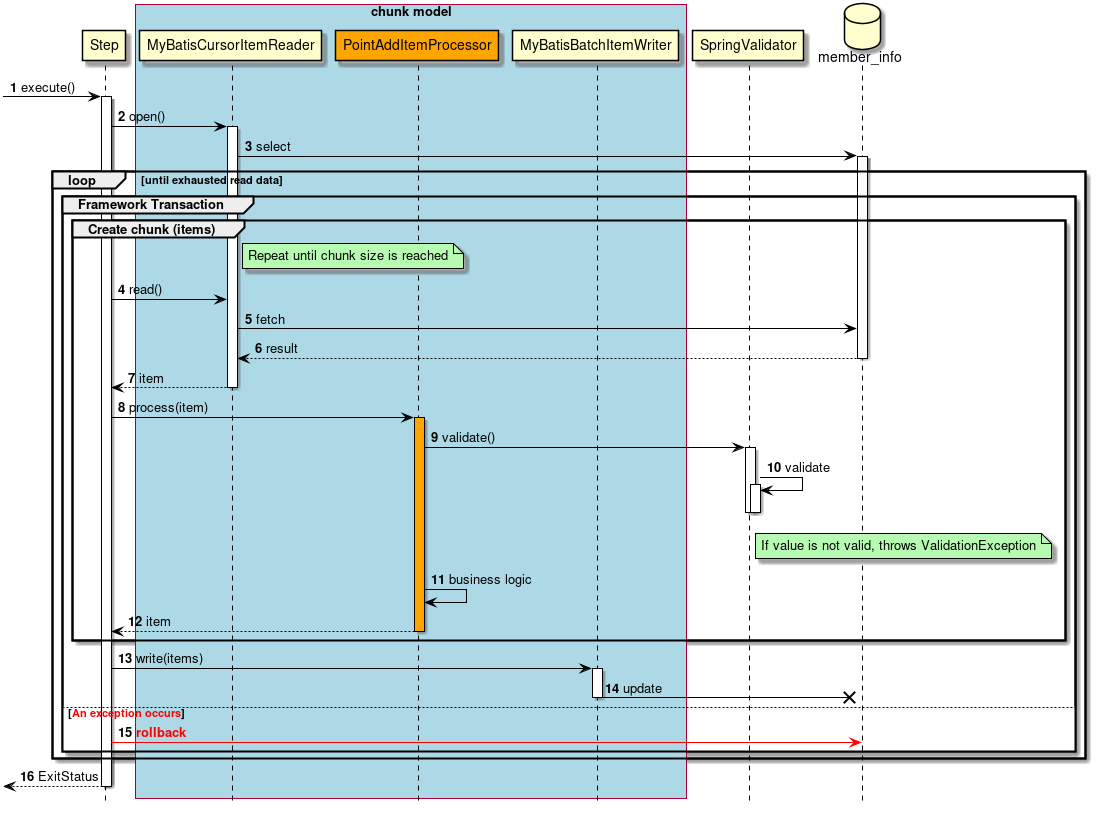 chunk model
Step
MyBatisCursorItemReader
PointAddItemProcessor
MyBatisBatchItemWriter
SpringValidator
member_info
1 execute()
2 open()
3 select
loop [until exhausted read data]
Framework Transaction
Create chunk (items)
Repeat until chunk size is reached
4 read()
5 fetch
6 result
7 item
8 process(item)
9 validate()
10 validate
If value is not valid, throws ValidationException
11 business logic
12 item
13 write(items)
14 update
[An exception occurs]
15 rollback
16 ExitStatus